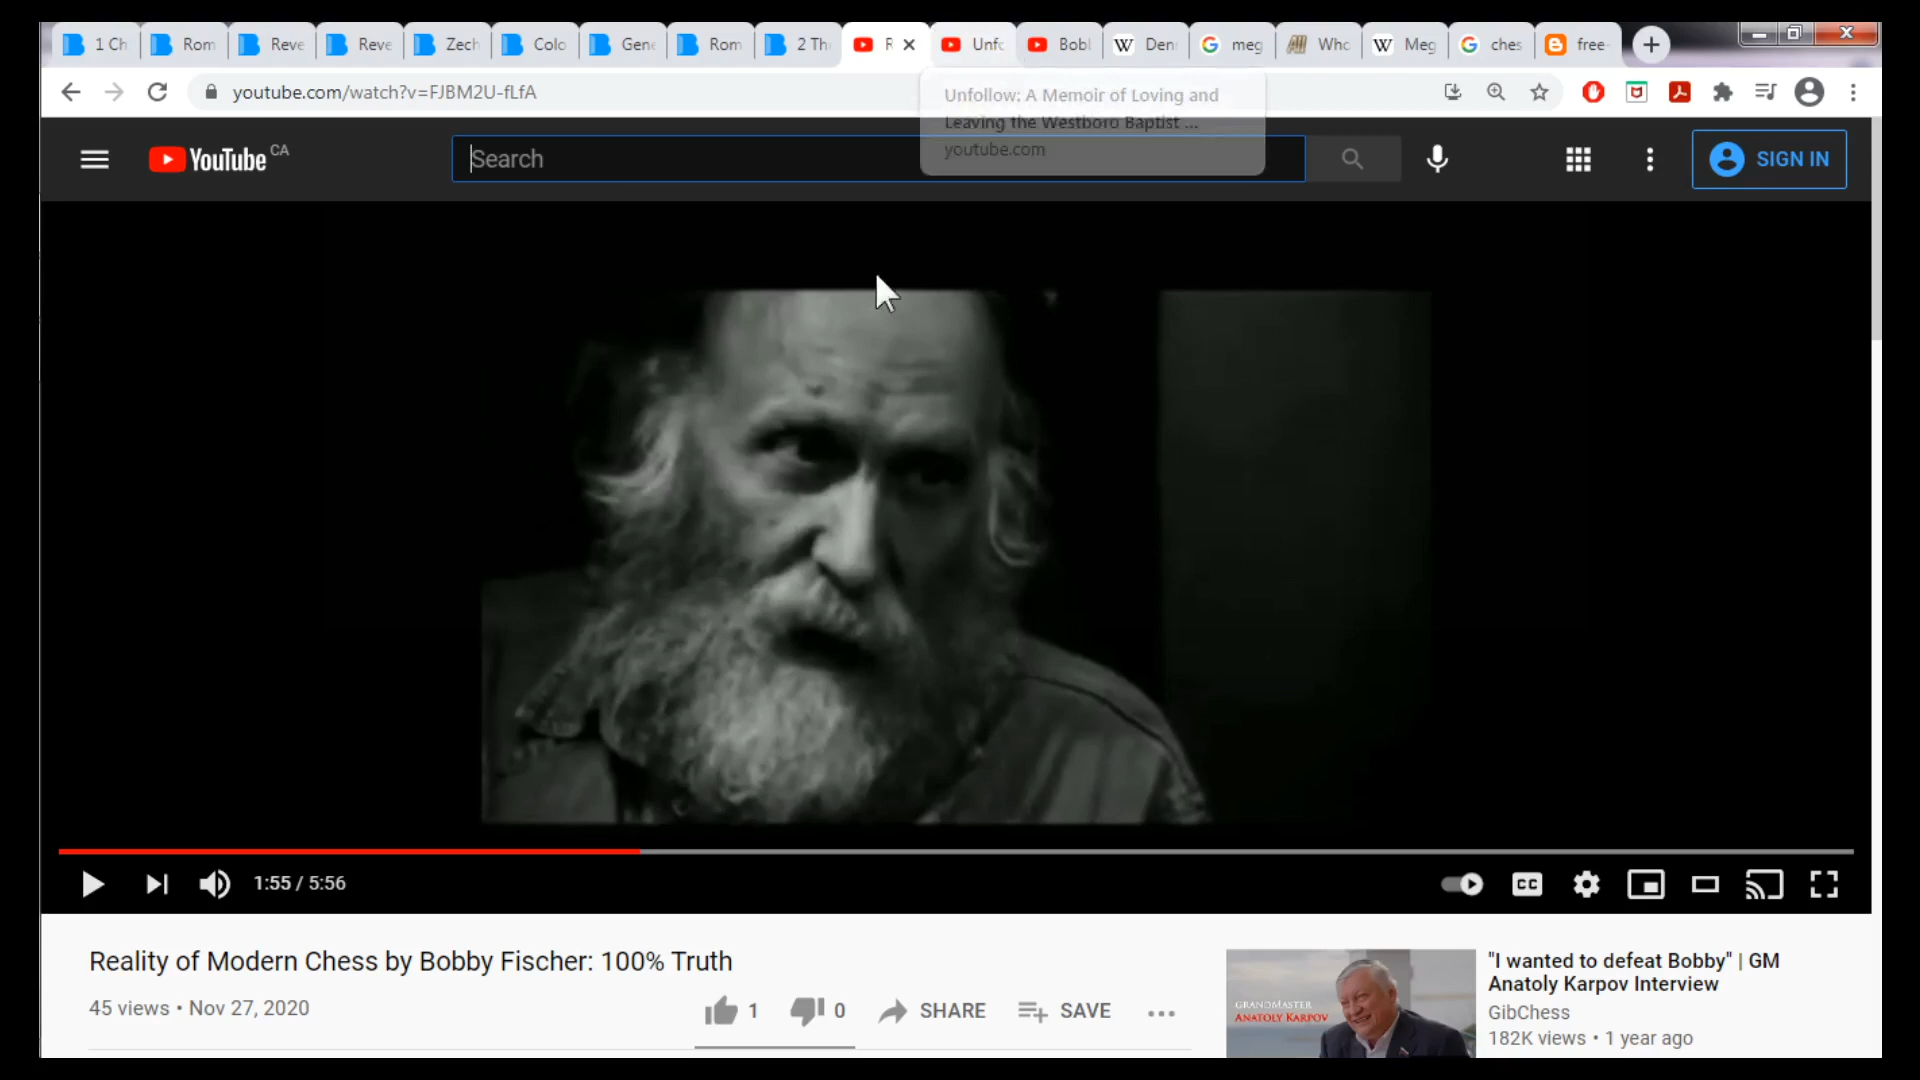 1 Ch
Rom
Reve
Reve
Zech
Colo
Gene
Rom
2 Th
R
Unfo
Bobl
W Den
G meg
Who
W Meg
G ches
free-
youtube.com/watch?v=FJBM2U-fLfA
Unfollow: A Memoir of Loving and
Leaving the Westboro Baptist ...
youtube.com
YouTube CA
Search
SIGN IN
1:55 / 5:56
CC
Reality of Modern Chess by Bobby Fischer: 100% Truth
45 views • Nov 27, 2020
1
0
SHARE
SAVE
GRANDMASTER
ANATOLY KARPOV
"I wanted to defeat Bobby" | GM
Anatoly Karpov Interview
GibChess
182K views • 1 year ago